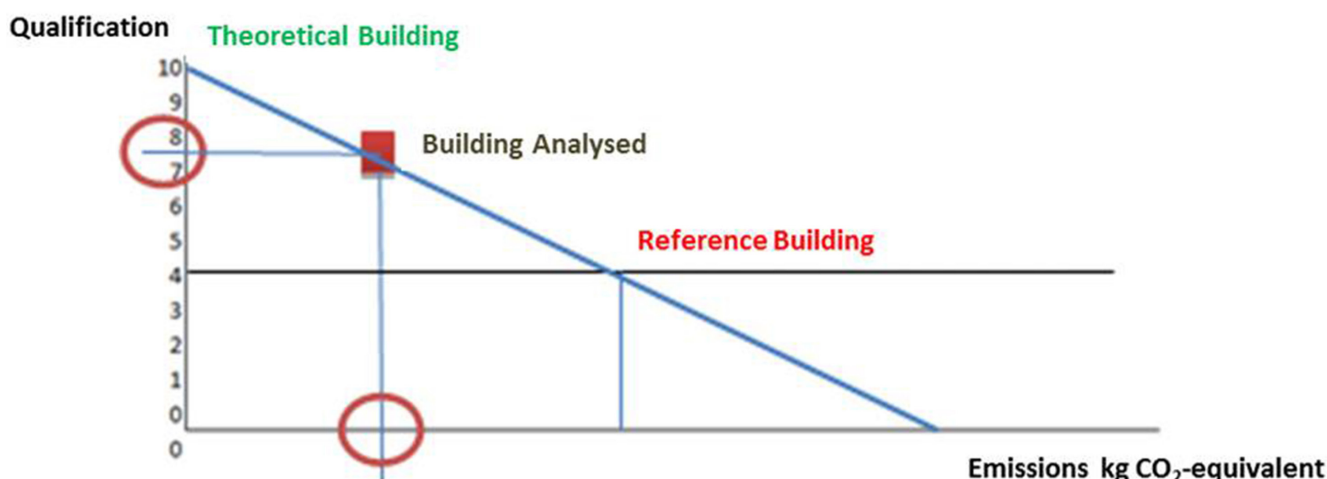 Qualification
Theoretical Building
10
9
8
Building Analysed
7
6
5
Reference Building
4
3
2
1
0
0
Emissions kg CO₂-equivalent